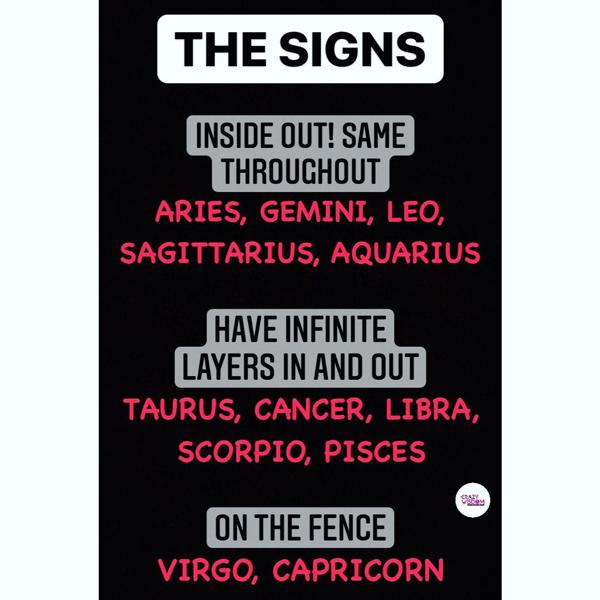 THE SIGNS
INSIDE OUT! SAME
THROUGHOUT
ARIES, GEMINI, LEO,
SAGITTARIUS, AQUARIUS
HAVE INFINITE
LAYERS IN AND OUT
TAURUS, CANCER, LIBRA,
SCORPIO, PISCES
CRAZY
WISDOM
ON THE FENCE
VIRGO, CAPRICORN